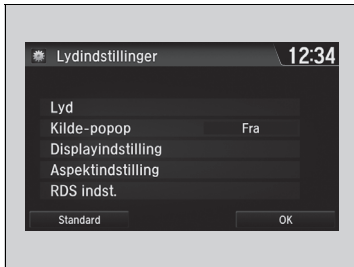 Lydindstillinger
12:34
Lyd
Kilde-popop Fra
Displayindstilling
Aspektindstilling
RDS indst.
Standard OK